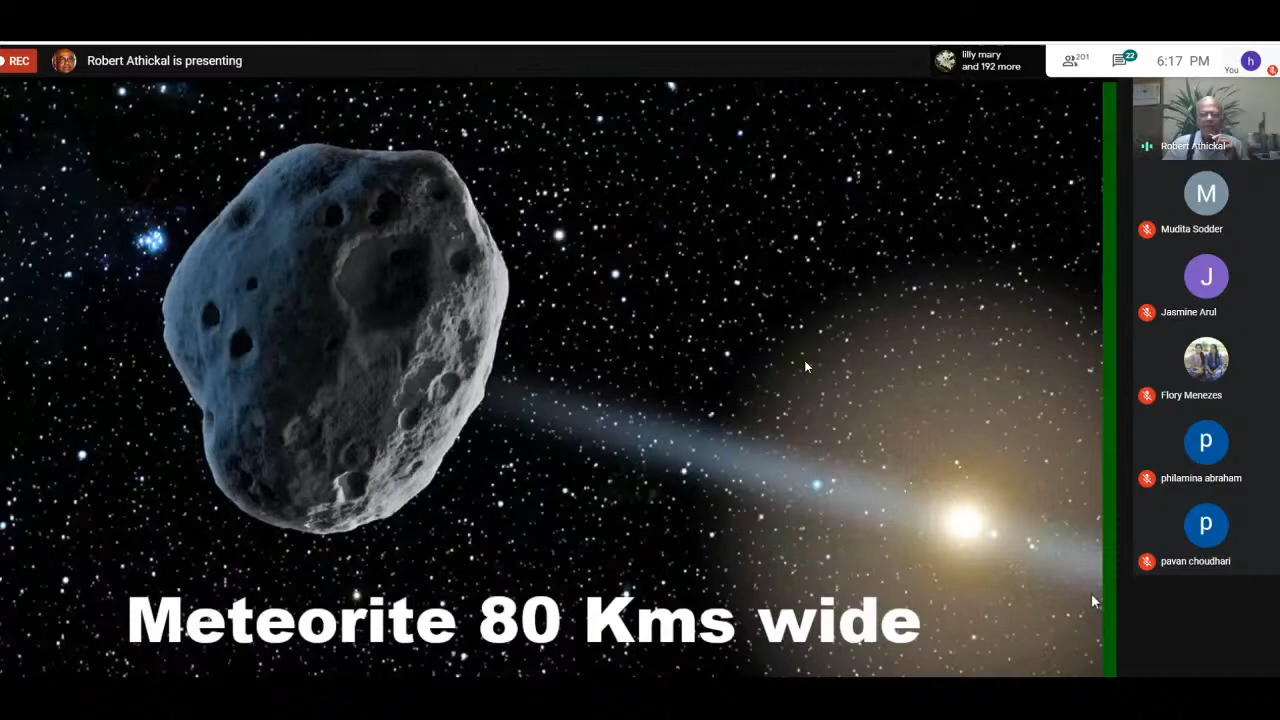 REC
Robert Athickal is presenting
lilly mary
and 192 more
201
22
6:17 PM
You
h
Robert Athickal
M
Mudita Sodder
J
Jasmine Arul
Flory Menezes
p
philamina abraham
p
pavan choudhari
Meteorite 80 Kms wide